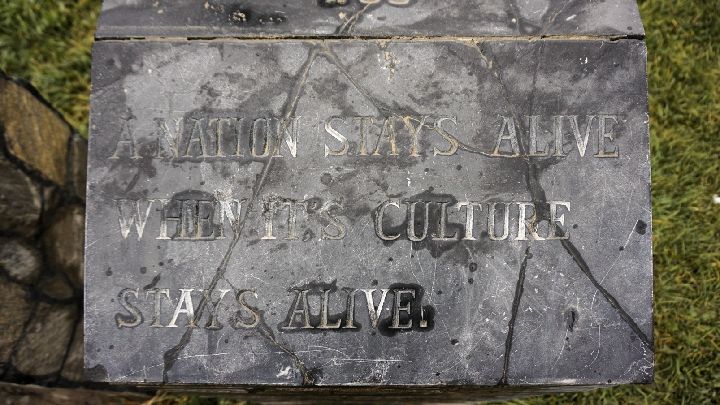 A NATION STAYS ALIVE
WHEN IT'S CULTURE
STAYS ALIVE.